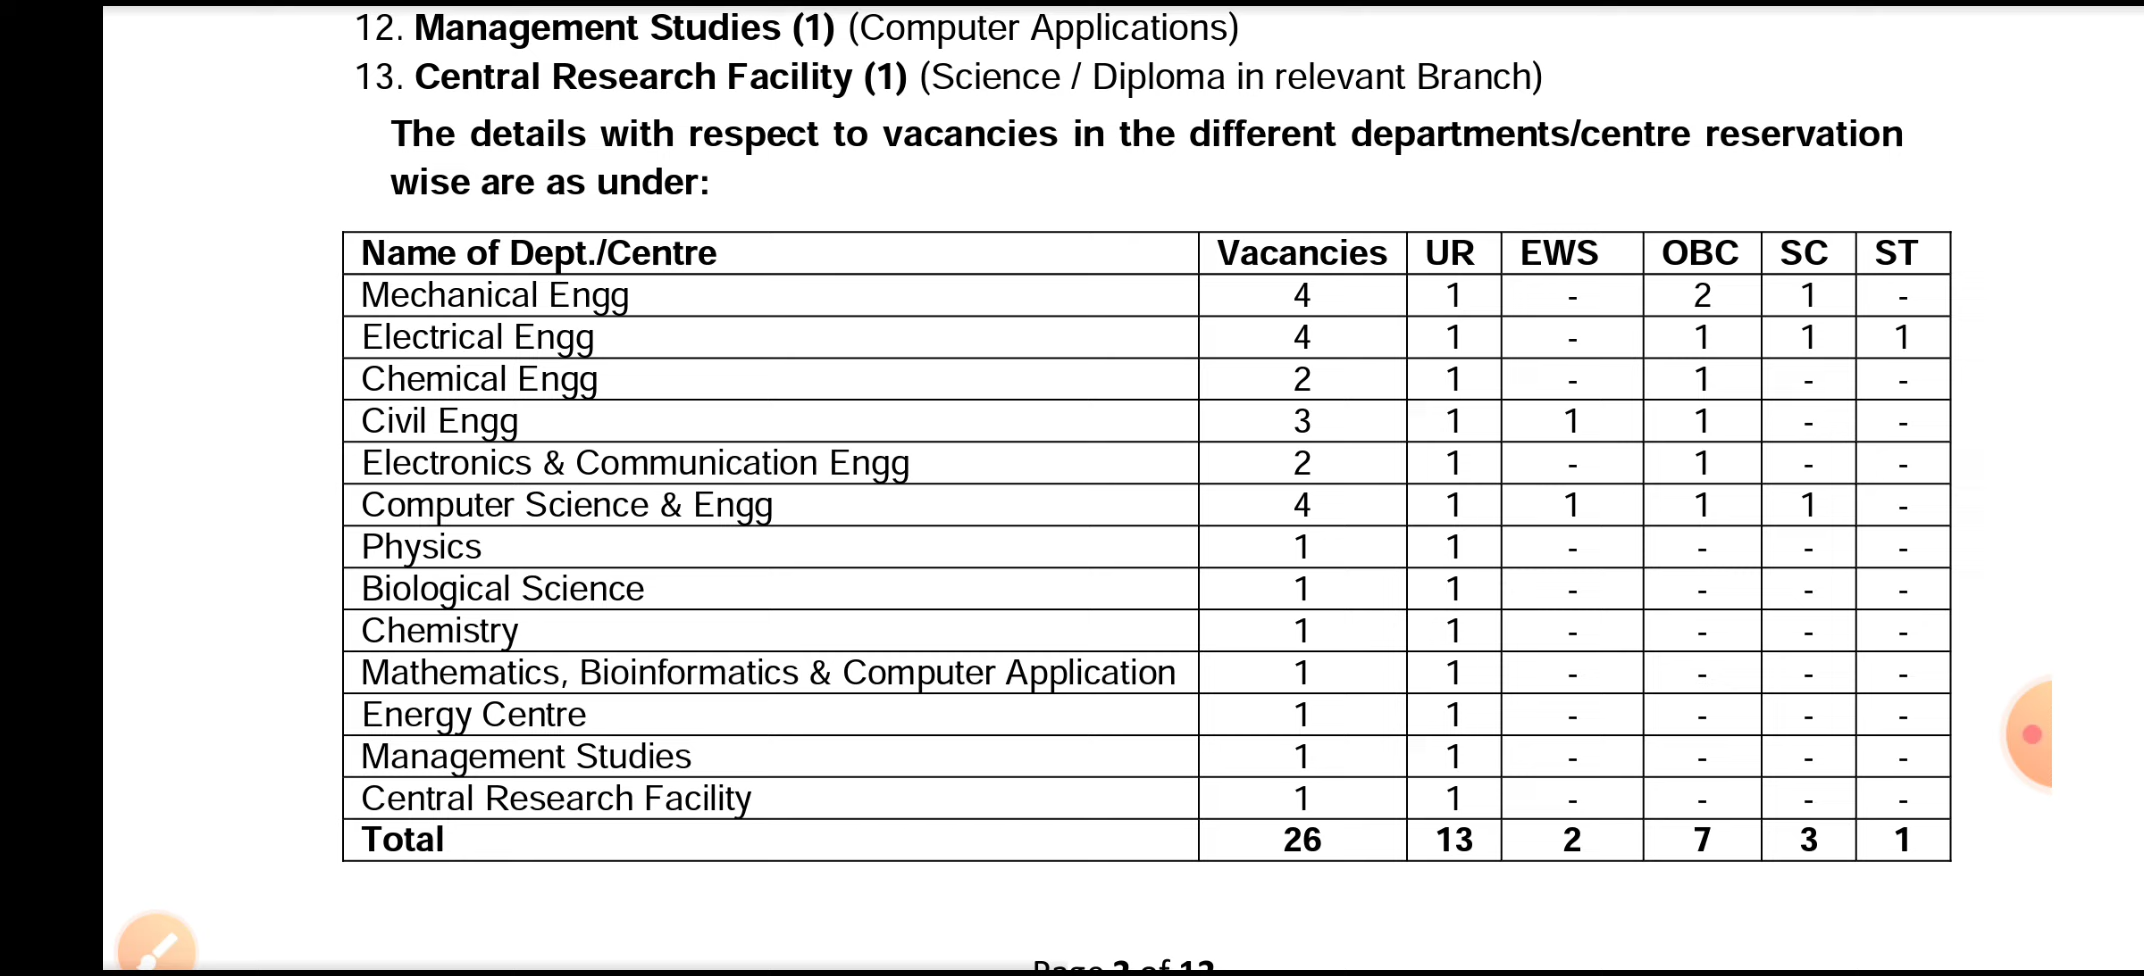 12. Management Studies (1) (Computer Applications)
13. Central Research Facility (1) (Science / Diploma in relevant Branch)
The details with respect to vacancies in the different departments/centre reservation
wise are as under:
Name of Dept./Centre Vacancies UR EWS OBC SC ST
Mechanical Engg 4 1 - 2 1 -
Electrical Engg 4 1 - 1 1 1
Chemical Engg 2 1 - 1 - -
Civil Engg 3 1 1 1 - -
Electronics & Communication Engg 2 1 - 1 - -
Computer Science & Engg 4 1 1 1 1 -
Physics 1 1 - - - -
Biological Science 1 1 - - - -
Chemistry 1 1 - - - -
Mathematics, Bioinformatics & Computer Application 1 1 - - - -
Energy Centre 1 1 - - - -
Management Studies 1 1 - - - -
Central Research Facility 1 1 - - - -
Total 26 13 2 7 3 1
Page 2 of 12